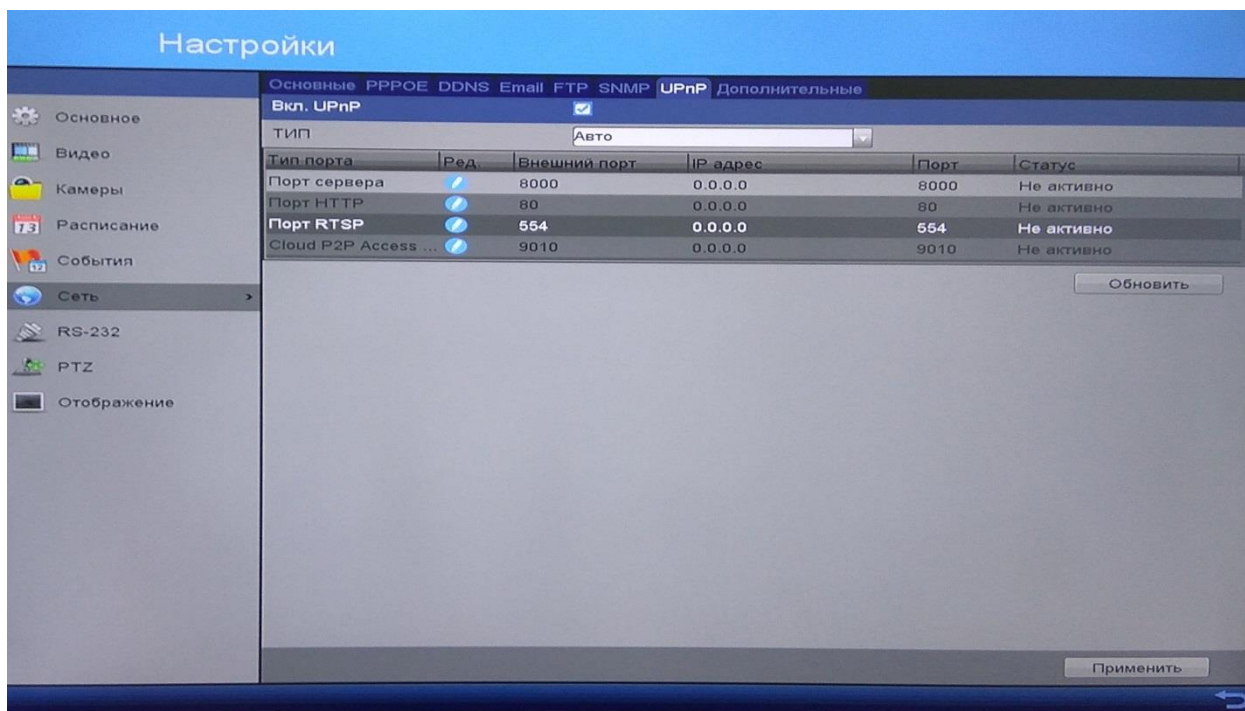 Настройки
Основные PPPOE DDNS Email FTP SNMP UPnP Дополнительные
Вкл. UPnP
ТИП Авто
Тип порта Ред. Внешний порт IP адрес Порт Статус
Порт сервера 8000 0.0.0.0 8000 Не активно
Порт HTTP 80 0.0.0.0 80 Не активно
Порт RTSP 554 0.0.0.0 554 Не активно
Cloud P2P Access ... 9010 0.0.0.0 9010 Не активно
Обновить
Основное
Видео
Камеры
13 Расписание
12 События
Сеть >
RS-232
PTZ
Отображение
Применить